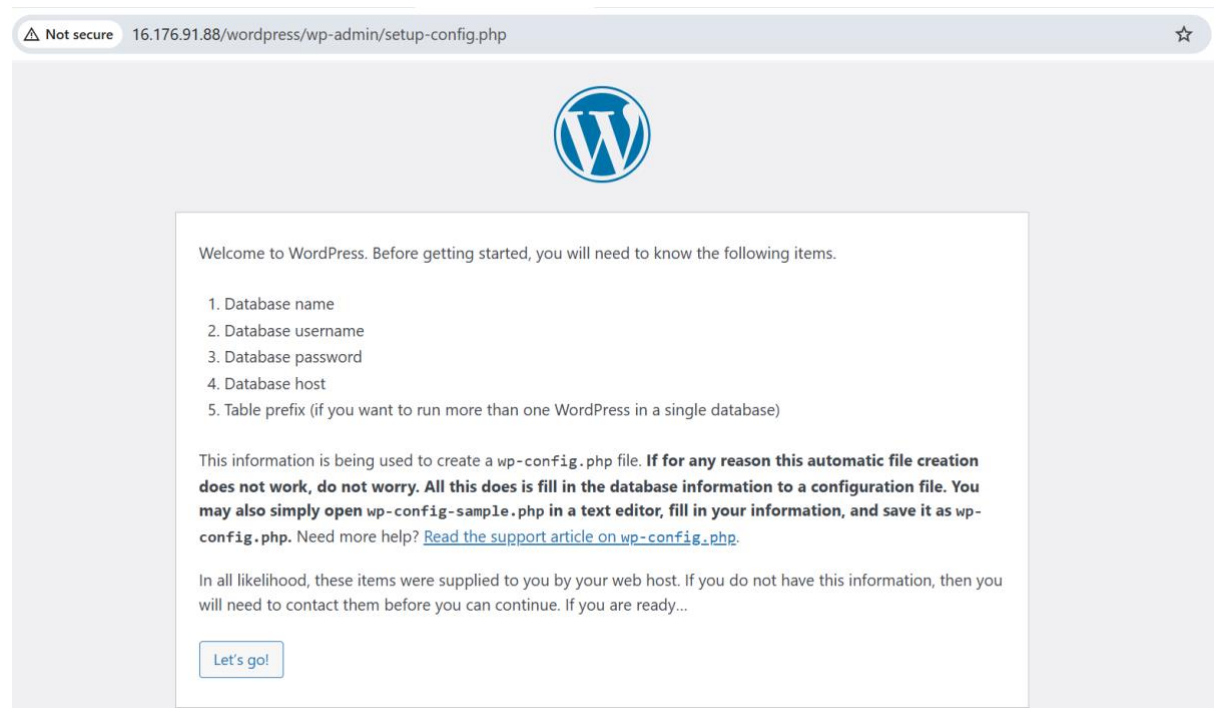 Not secure 16.176.91.88/wordpress/wp-admin/setup-config.php
Welcome to WordPress. Before getting started, you will need to know the following items.
1. Database name
2. Database username
3. Database password
4. Database host
5. Table prefix (if you want to run more than one WordPress in a single database)
This information is being used to create a wp-config.php file. If for any reason this automatic file creation
does not work, do not worry. All this does is fill in the database information to a configuration file. You
may also simply open wp-config-sample.php in a text editor, fill in your information, and save it as wp-
config.php. Need more help? Read the support article on wp-config.php.
In all likelihood, these items were supplied to you by your web host. If you do not have this information, then you
will need to contact them before you can continue. If you are ready...
Let's go!